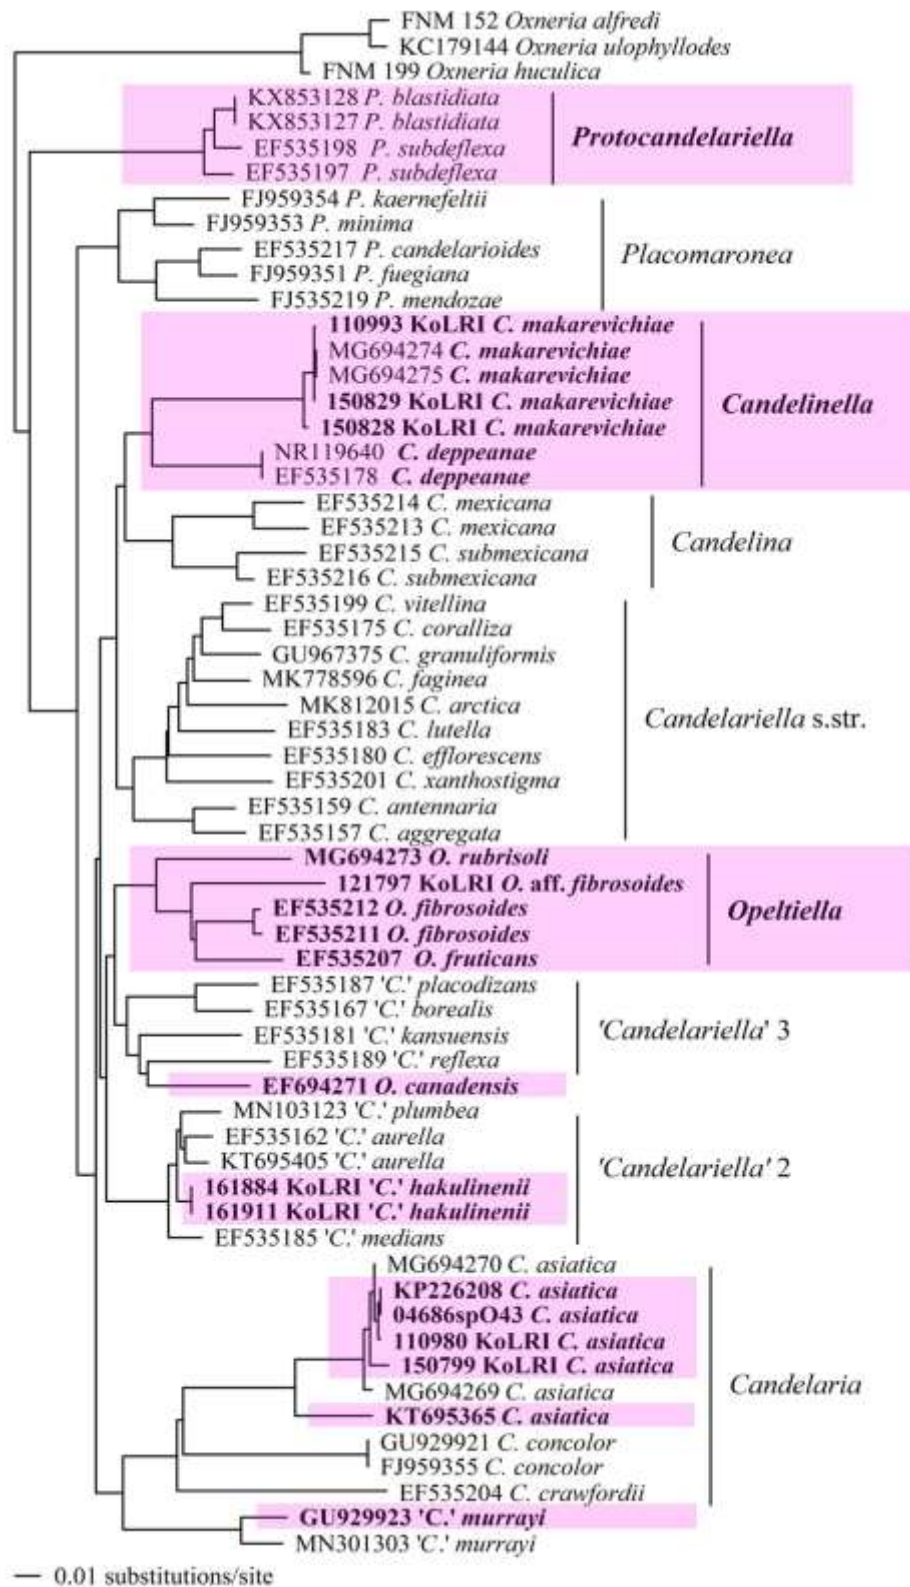 FNM 152 Oxneria alfredi
KC179144 Oxneria ulophyllodes
FNM 199 Oxneria huculica
KX853128 P. blastidiata
KX853127 P. blastidiata
Protocandelariella
EF535198 P. subdeflexa
EF535197 P. subdeflexa
FJ959354 P. kaernefeltii
FJ959353 P. minima
EF535217 P. candelarioides
Placomaronea
FJ959351 P. fuegiana
FJ535219 P. mendozae
110993 KoLRI C. makarevichiae
MG694274 C. makarevichiae
MG694275 C. makarevichiae
150829 KoLRI C. makarevichiae
Candelinella
150828 KoLRI C. makarevichiae
NR119640 C. deppeanae
EF535178 C. deppeanae
EF535214 C. mexicana
EF535213 C. mexicana
Candelina
EF535215 C. submexicana
EF535216 C. submexicana
EF535199 C. vitellina
EF535175 C. coralliza
GU967375 C. granuliformis
MK778596 C. faginea
MK812015 C. arctica
Candelariella s.str.
EF535183 C. lutella
EF535180 C. efflorescens
EF535201 C. xanthostigma
EF535159 C. antennaria
EF535157 C. aggregata
MG694273 O. rubrisoli
121797 KoLRI O. aff. fibrosoides
EF535212 O. fibrosoides
Opeltiella
EF535211 O. fibrosoides
EF535207 O. fruticans
EF535187 'C.' placodizans
EF535167 'C.' borealis
'Candelariella' 3
EF535181 'C.' kansuensis
EF535189 'C.' reflexa
EF694271 O. canadensis
MN103123 'C.' plumbea
EF535162 'C.' aurella
KT695405 'C.' aurella
'Candelariella' 2
161884 KoLRI 'C.' hakulinenii
161911 KoLRI 'C.' hakulinenii
EF535185 'C.' medians
MG694270 C. asiatica
KP226208 C. asiatica
04686spO43 C. asiatica
110980 KoLRI C. asiatica
150799 KoLRI C. asiatica
Candelaria
MG694269 C. asiatica
KT695365 C. asiatica
GU929921 C. concolor
FJ959355 C. concolor
EF535204 C. crawfordii
GU929923 'C.' murrayi
MN301303 'C.' murrayi
0.01 substitutions/site